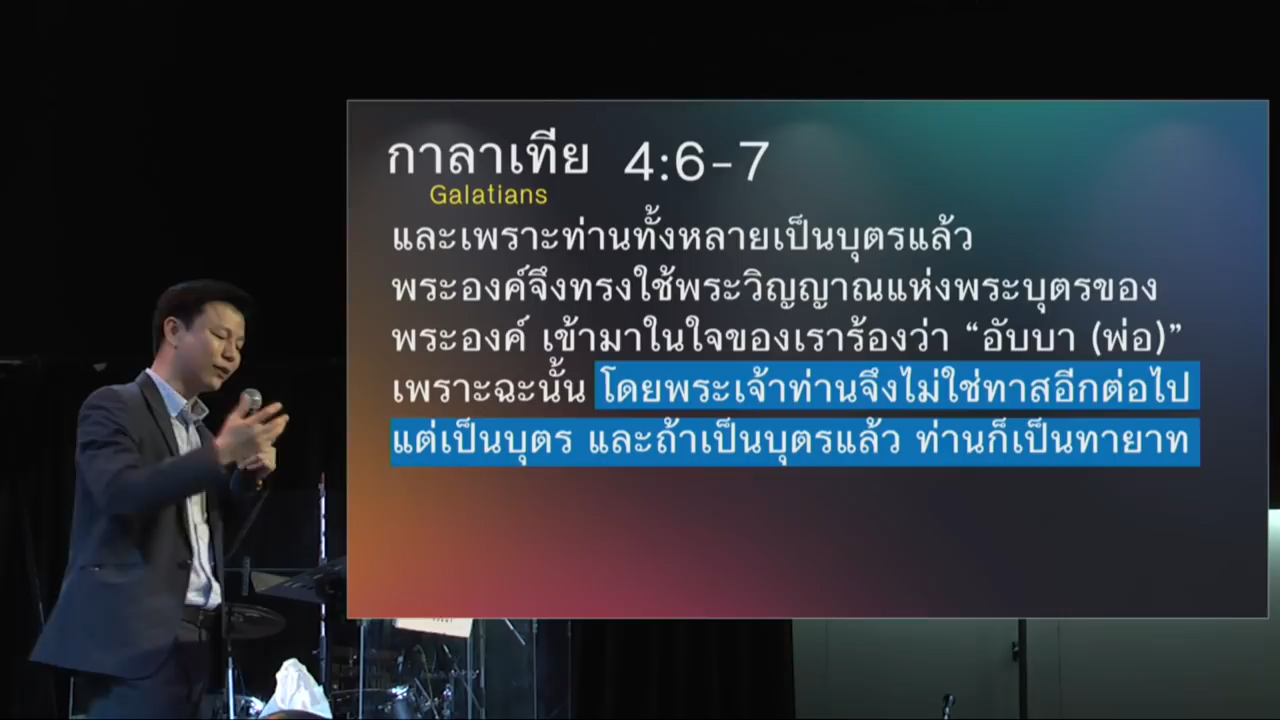 กาลาเทีย 4:6-7
Galatians
และเพราะท่านทั้งหลายเป็นบุตรแล้ว
พระองค์จึงทรงใช้พระวิญญาณแห่งพระบุตรของ
พระองค์ เข้ามาในใจของเราร้องว่า “อับบา (พ่อ)”
เพราะฉะนั้น โดยพระเจ้าท่านจึงไม่ใช่ทาสอีกต่อไป
แต่เป็นบุตร และถ้าเป็นบุตรแล้ว ท่านก็เป็นทายาท